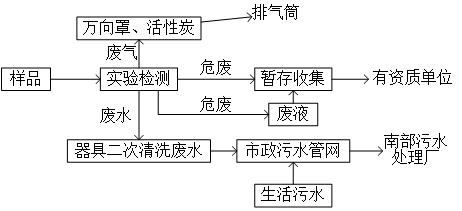 万向罩、活性炭
排气筒
废气
样品
实验检测
危废
暂存收集
有资质单位
废水
危废
废液
器具二次清洗废水
市政污水管网
南部污水
处理厂
生活污水